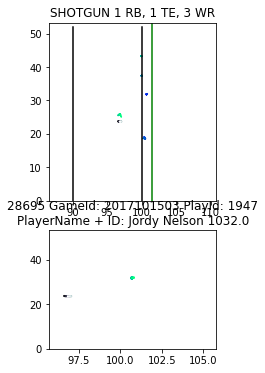 SHOTGUN 1 RB, 1 TE, 3 WR
50
40
30
20
10
0
90 95 100 105 110
28695 GameId: 2017101503 PlayId: 1947
PlayerName + ID: Jordy Nelson 1032.0
40
20
0
97.5 100.0 102.5 105.0